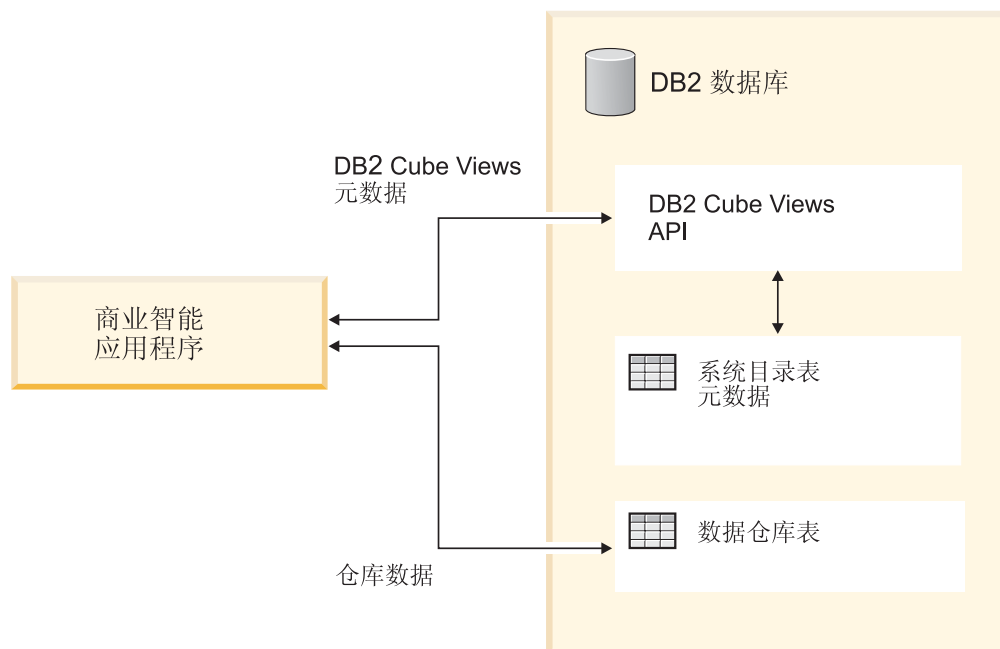 DB2 数据库
DB2 Cube Views
元数据
DB2 Cube Views
API
商业智能
应用程序
系统目录表
元数据
数据仓库表
仓库数据